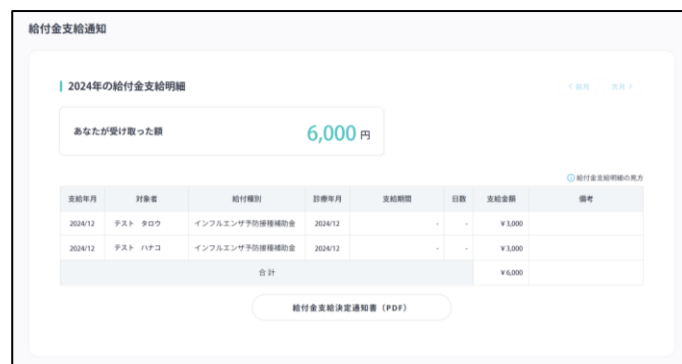 給付金支給通知
2024年の給付金支給明細
< 前月 次月 >
あなたが受け取った額 6,000 円
給付金支給明細の見方
支給年月 対象者 給付種別 診療年月 支給期間 日数 支給金額 備考
2024/12 テスト タロウ インフルエンザ予防接種補助金 2024/12 - - ¥3,000
2024/12 テスト ハナコ インフルエンザ予防接種補助金 2024/12 - - ¥3,000
合計 ¥6,000
給付金支給決定通知書（PDF）